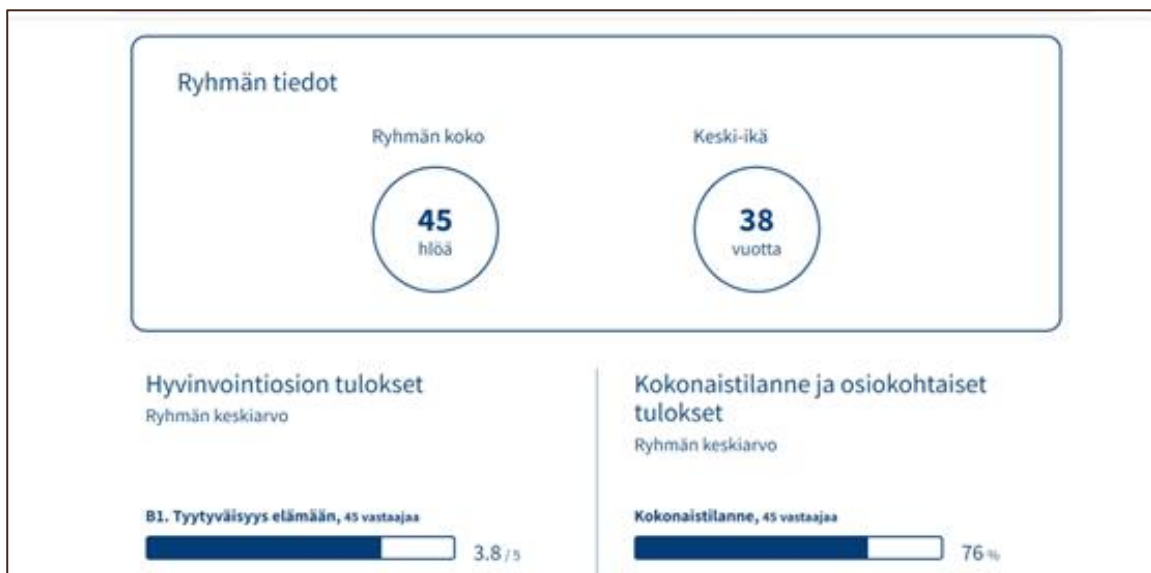 Ryhmän tiedot
Ryhmän koko
45
hlöä
Keski-ikä
38
vuotta
Hyvinvointiosion tulokset
Ryhmän keskiarvo
B1. Tyytyväisyys elämään, 45 vastaajaa
3.8 / 5
Kokonaistilanne ja osiokohtaiset
tulokset
Ryhmän keskiarvo
Kokonaistilanne, 45 vastaajaa
76 %